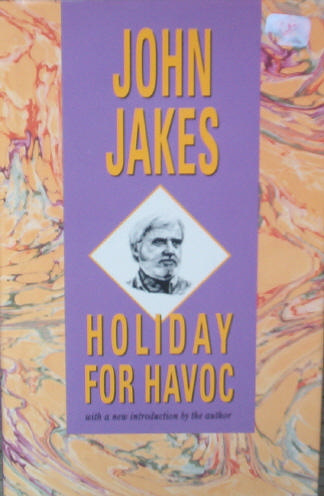 JOHN
JAKES
HOLIDAY
FOR HAVOC
with a new introduction by the author